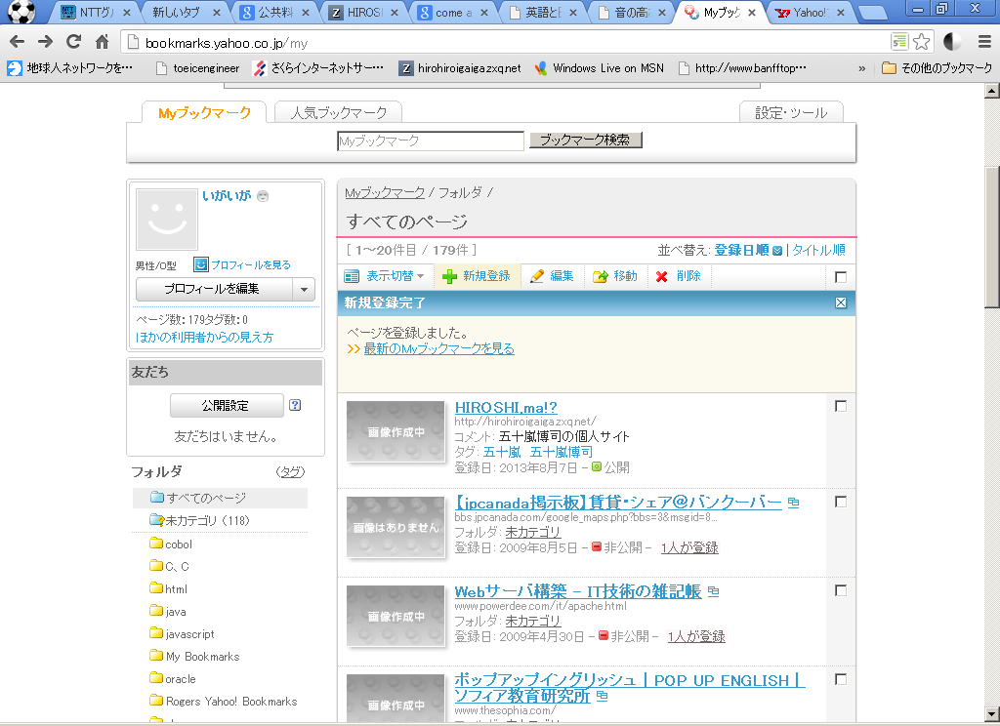 NTTグル
新しいタブ
公共料
HIROSI
come a
英語とE
音の高
Myブック
Yahoo!
bookmarks.yahoo.co.jp/my
地球人ネットワークを… toeicengineer さくらインターネットサー… hirohiroigaigazxq.net Windows Live on MSN http://www.banfftop… » その他のブックマーク
Myブックマーク 人気ブックマーク 設定・ツール
Myブックマーク ブックマーク検索
いがいが
男性/O型 プロフィールを見る
プロフィールを編集
ページ数:179タグ数:0
ほかの利用者からの見え方
友だち
公開設定 ?
友だちはいません。
フォルダ (タグ)
すべてのページ
未カテゴリ (118)
cobol
C、C
html
java
javascript
My Bookmarks
oracle
Rogers Yahoo! Bookmarks
Myブックマーク / フォルダ /
すべてのページ
[ 1～20件目 / 179件 ] 並べ替え: 登録日順 | タイトル順
表示切替 新規登録 編集 移動 削除
新規登録完了
ページを登録しました。
>> 最新のMyブックマークを見る
画像作成中
HIROSHI,ma!?
http://hirohiroigaiga.zxq.net/
コメント: 五十嵐博司の個人サイト
タグ: 五十嵐 五十嵐博司
登録日: 2013年8月7日 - 公開
画像はありません
【jpcanada掲示板】賃貸・シェア@バンクーバー
bbs.jpcanada.com/google_maps.php?bbs=3&msgid=8...
フォルダ: 未カテゴリ
登録日: 2009年8月5日 - 非公開 - 1人が登録
画像作成中
Webサーバ構築 - IT技術の雑記帳
www.powerdee.com/it/apache.html
フォルダ: 未カテゴリ
登録日: 2009年4月30日 - 非公開 - 1人が登録
画像作成中
ポップアップイングリッシュ | POP UP ENGLISH |
ソフィア教育研究所
www.thesophia.com/